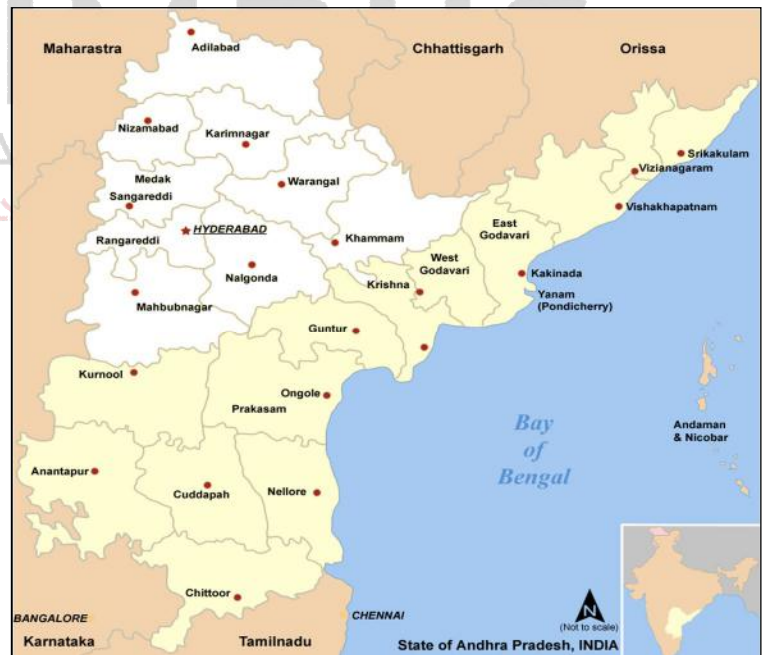 Maharastra
Chhattisgarh
Orissa
Adilabad
Nizamabad
Karimnagar
Srikakulam
Vizianagaram
Medak
Sangareddi
Warangal
Vishakhapatnam
Rangareddi
HYDERABAD
Khammam
East
Godavari
West
Godavari
Nalgonda
Kakinada
Krishna
Mahbubnagar
Yanam
(Pondicherry)
Guntur
Kurnool
Ongole
Prakasam
Bay
of
Bengal
Andaman
& Nicobar
Anantapur
Cuddapah
Nellore
Chittoor
N
(Not to scale)
BANGALORE
CHENNAI
Karnataka
Tamilnadu
State of Andhra Pradesh, INDIA